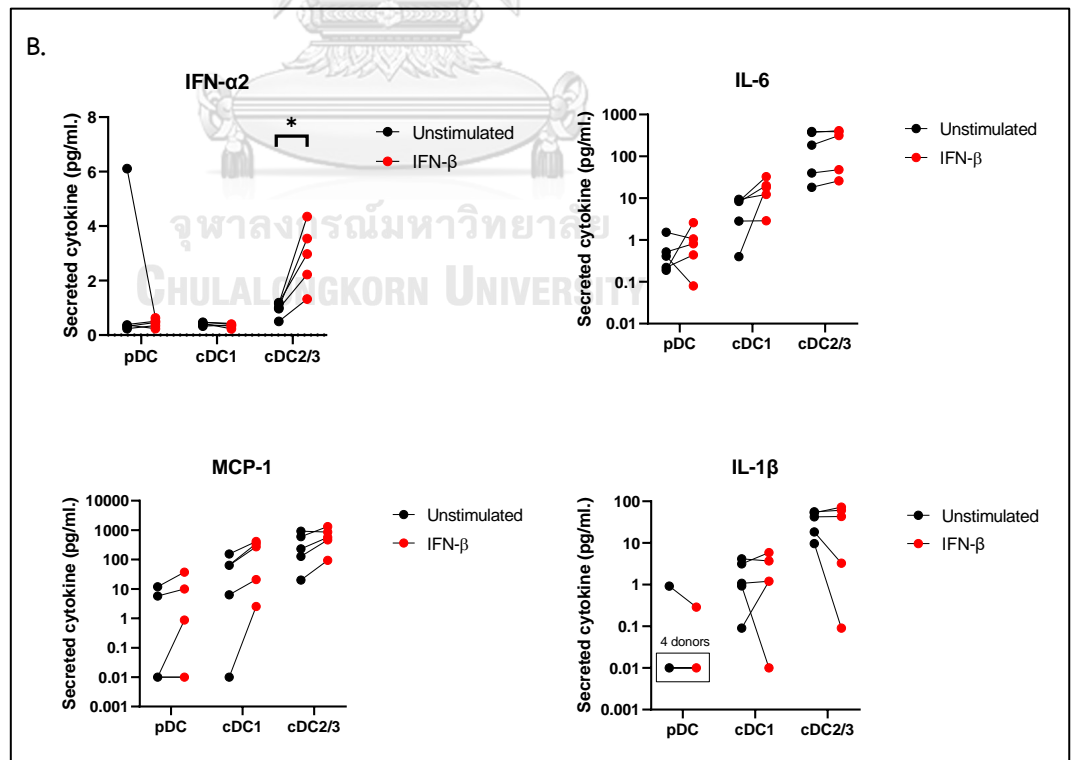 B.
IFN-α2
Secreted cytokine (pg/ml.)
8
6
4
2
0
pDC
cDC1
cDC2/3
*
Unstimulated
IFN-β
IL-6
Secreted cytokine (pg/ml.)
1000
100
10
1
0.1
0.01
pDC
cDC1
cDC2/3
Unstimulated
IFN-β
จุฬาลงกรณ์มหาวิทยาลัย
CHULALONGKORN UNIVERSITY
MCP-1
Secreted cytokine (pg/ml.)
10000
1000
100
10
1
0.1
0.01
0.001
pDC
cDC1
cDC2/3
Unstimulated
IFN-β
IL-1β
Secreted cytokine (pg/ml.)
100
10
1
0.1
0.01
0.001
4 donors
pDC
cDC1
cDC2/3
Unstimulated
IFN-β